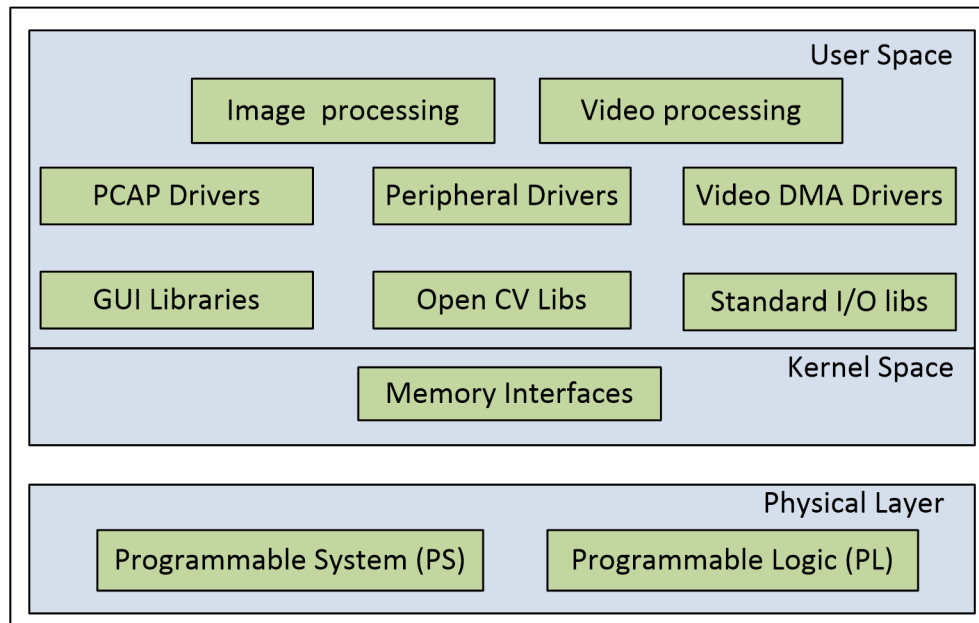 User Space
Image processing
Video processing
PCAP Drivers
Peripheral Drivers
Video DMA Drivers
GUI Libraries
Open CV Libs
Standard I/O libs
Kernel Space
Memory Interfaces
Physical Layer
Programmable System (PS)
Programmable Logic (PL)